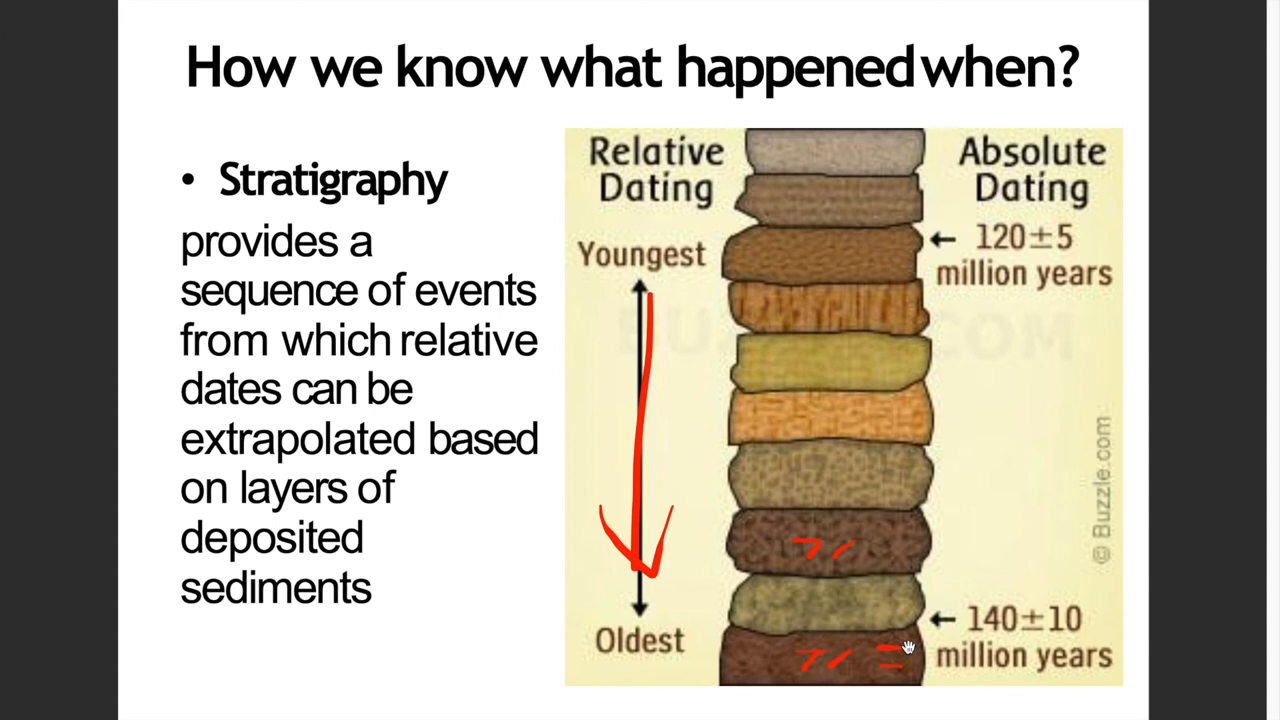 How we know what happened when?
• Stratigraphy
provides a
sequence of events
from which relative
dates can be
extrapolated based
on layers of
deposited
sediments
Relative
Dating
Youngest
Oldest
Absolute
Dating
120±5
million years
140±10
million years
© Buzzle.com